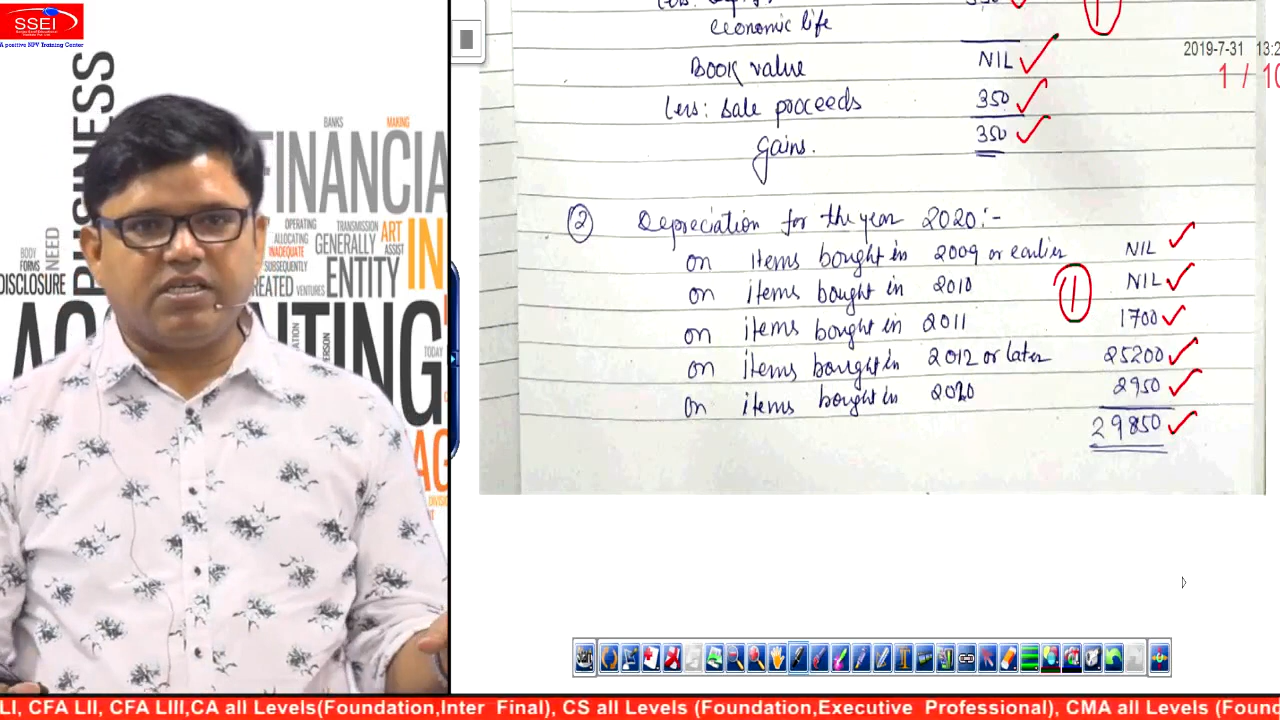 SSEI
A positive NPV Training Center
BUSINESS
NEED
BODY
FORMS
DISCLOSURE
BANKS
MAKING
FINANCIA
OPERATING
TRANSMISSION
ART
ALLOCATING
GENERALLY
ASSIST
INADEQUATE
SUBSEQUENTLY
ENTITY
VENTURES
TODAY
2019-7-31 13:2
1 / 10
economic life
Book value NIL
Less: Sale proceeds 350
Gains. 350
② Depreciation for the year 2020:-
on items bought in 2009 or earlier NIL
on items bought in 2010 NIL
on items bought in 2011 1700
on items bought in 2012 or later 25200
on items bought in 2020 2950
29850
LI, CFA LII, CFA LIII,CA all Levels(Foundation,Inter Final), CS all Levels (Foundation,Executive Professional), CMA all Levels (Found